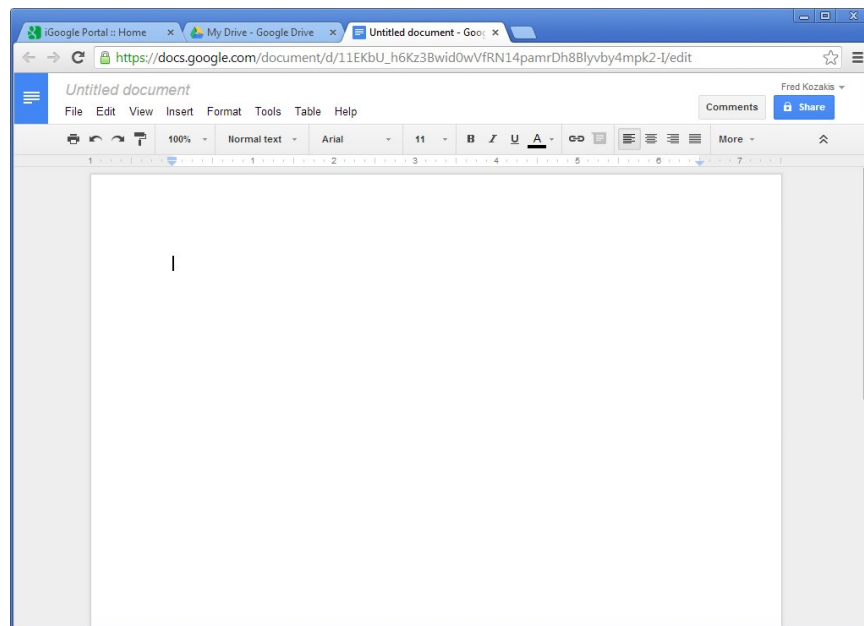 iGoogle Portal :: Home
My Drive - Google Drive
Untitled document - Goo
https://docs.google.com/document/d/11EKbU_h6Kz3Bwid0wVfRN14pamrDh8Blyvby4mpk2-I/edit
Untitled document
Fred Kozakis
File Edit View Insert Format Tools Table Help
Comments
Share
100% Normal text Arial 11 B I U A More
1 1 2 3 4 5 6 7